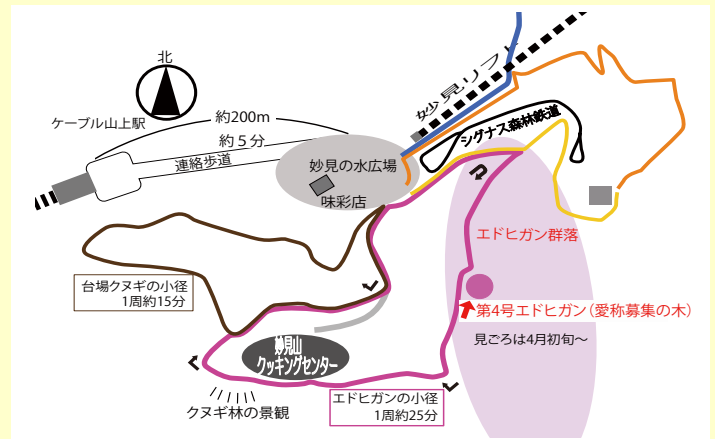 北
妙見リフト
約200m
ケーブル山上駅
約5分
連絡歩道
シグナス森林鉄道
妙見の水広場
味彩店
エドヒガン群落
台場クヌギの小径
1周約15分
第4号エドヒガン（愛称募集の木）
見ごろは4月初旬～
妙見山
クッキングセンター
クヌギ林の景観
エドヒガンの小径
1周約25分